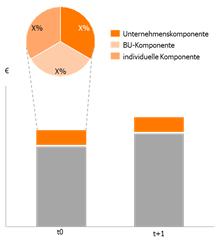 X% X%
X%
Unternehmenskomponente
BU-Komponente
individuelle Komponente
€
t0 t+1